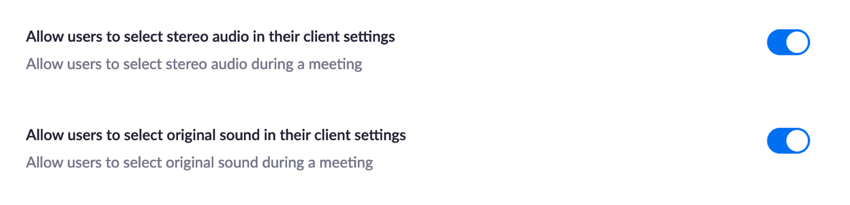 Allow users to select stereo audio in their client settings
Allow users to select stereo audio during a meeting
Allow users to select original sound in their client settings
Allow users to select original sound during a meeting